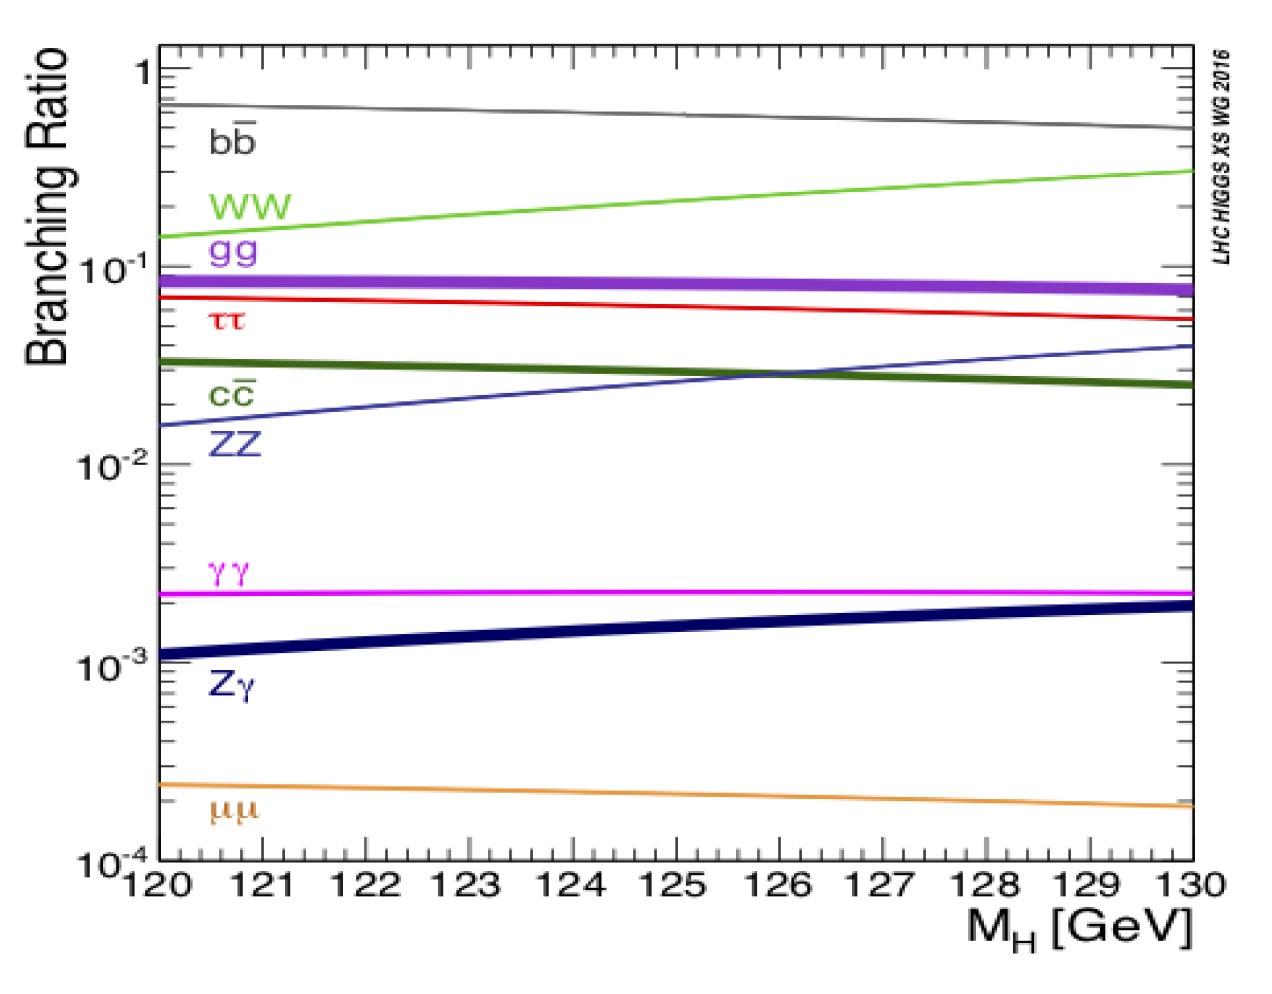 Branching Ratio
LHC HIGGS XS WG 2016
1
bb̅
WW
10⁻¹
gg
ττ
cc̅
ZZ
10⁻²
γγ
10⁻³
Zγ
μμ
10⁻⁴
120 121 122 123 124 125 126 127 128 129 130
M_H [GeV]